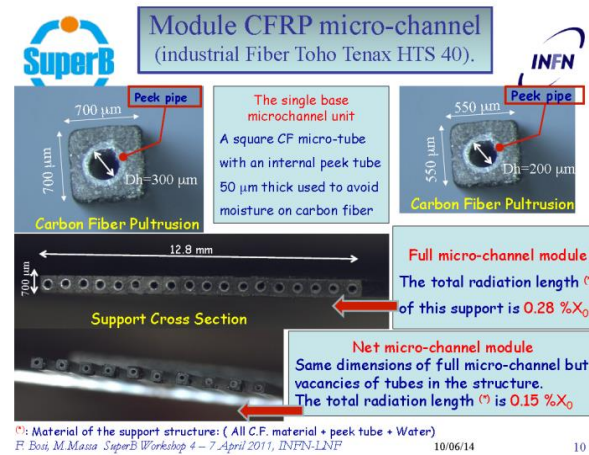 Module CFRP micro-channel
(industrial Fiber Toho Tenax HTS 40).
SuperB
INFN
700 μm
Peek pipe
700 μm
Dh=300 μm
Carbon Fiber Pultrusion
The single base
microchannel unit
A square CF micro-tube
with an internal peek tube
50 μm thick used to avoid
moisture on carbon fiber
550 μm
Peek pipe
550 μm
Dh=200 μm
Carbon Fiber Pultrusion
12.8 mm
700 μm
Support Cross Section
Full micro-channel module
The total radiation length (*
of this support is 0.28 %X0
Net micro-channel module
Same dimensions of full micro-channel but
vacancies of tubes in the structure.
The total radiation length (*) is 0.15 %X0
(*): Material of the support structure: ( All C.F. material + peek tube + Water)
F. Bosi, M.Massa SuperB Workshop 4 – 7 April 2011, INFN-LNF
10/06/14
10